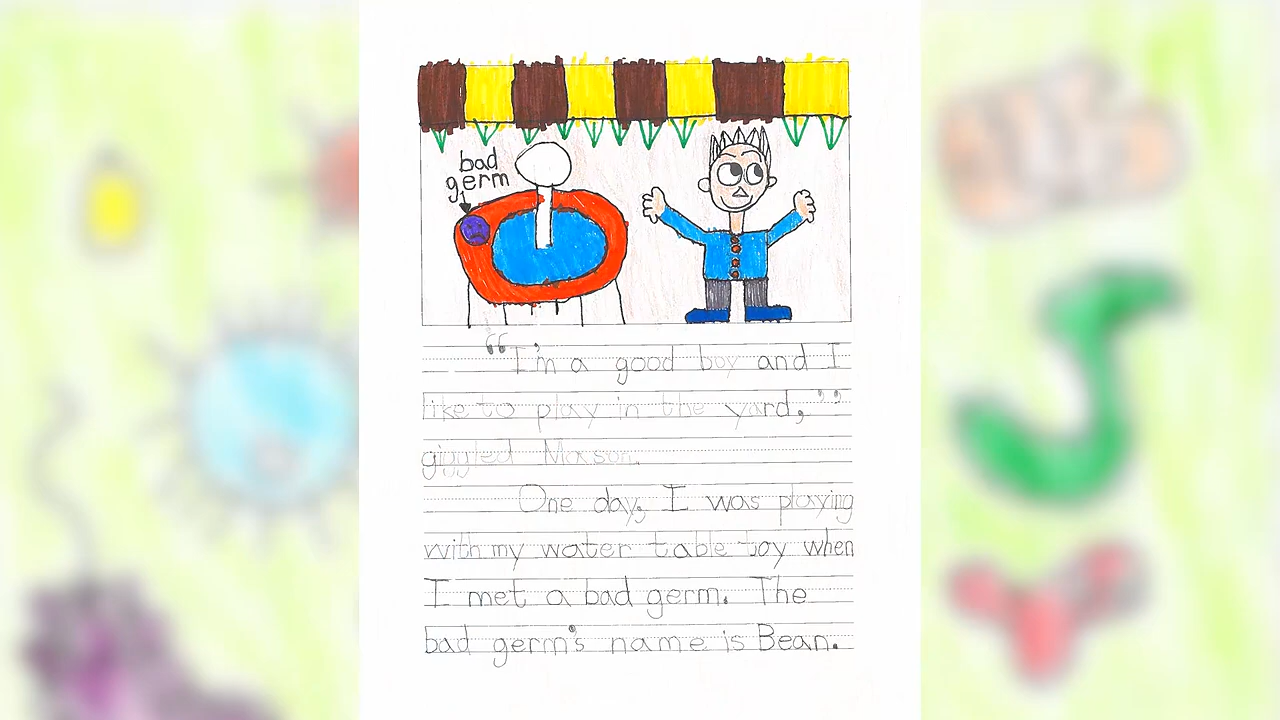 bad
germ
“I'm a good boy and I
like to play in the yard,”
giggled Mason.
One day, I was playing
with my water table toy when
I met a bad germ. The
bad germ's name is Bean.